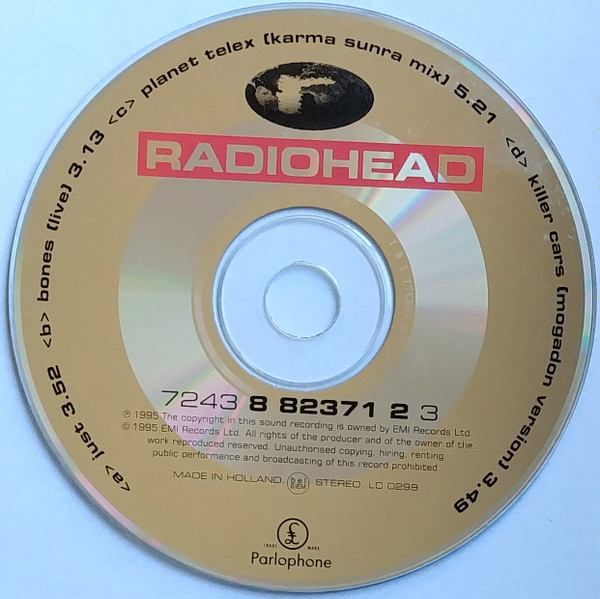 <a> just 3.52 <b> bones (live) 3.13 <c> planet telex (karma sunra mix) 5.21 <d> killer cars (mogadon version) 3.49
RADIOHEAD
7243 8 82371 2 3
℗ 1995 The copyright in this sound recording is owned by EMI Records Ltd.
© 1995 EMI Records Ltd. All rights of the producer and of the owner of the
work reproduced reserved. Unauthorised copying, hiring, renting,
public performance and broadcasting of this record prohibited.
MADE IN HOLLAND. STEREO. LC 0299
TRADE MARK
Parlophone